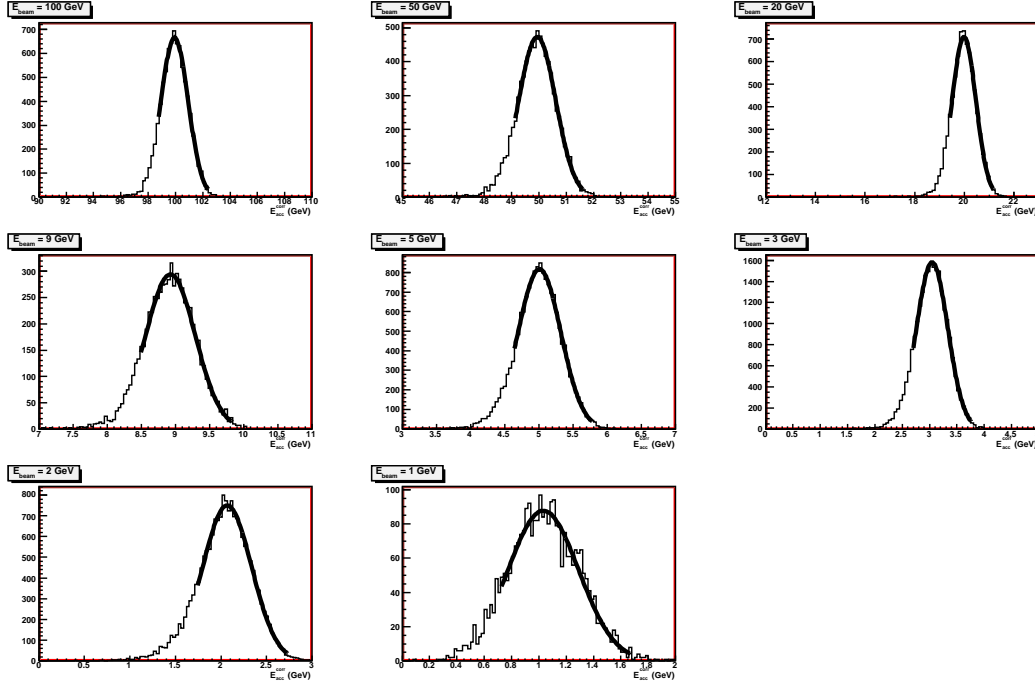 E_beam = 100 GeV
700
600
500
400
300
200
100
0
90 92 94 96 98 100 102 104 106 108 110
E_acc^corr (GeV)
E_beam = 50 GeV
500
400
300
200
100
0
45 46 47 48 49 50 51 52 53 54 55
E_acc^corr (GeV)
E_beam = 20 GeV
700
600
500
400
300
200
100
0
12 14 16 18 20 22
E_acc^corr (GeV)
E_beam = 9 GeV
300
250
200
150
100
50
0
7 7.5 8 8.5 9 9.5 10 10.5 11
E_acc^corr (GeV)
E_beam = 5 GeV
800
700
600
500
400
300
200
100
0
3 3.5 4 4.5 5 5.5 6 6.5 7
E_acc^corr (GeV)
E_beam = 3 GeV
1600
1400
1200
1000
800
600
400
200
0
0 0.5 1 1.5 2 2.5 3 3.5 4 4.5
E_acc^corr (GeV)
E_beam = 2 GeV
800
700
600
500
400
300
200
100
0
0 0.5 1 1.5 2 2.5 3
E_acc^corr (GeV)
E_beam = 1 GeV
100
80
60
40
20
0
0 0.2 0.4 0.6 0.8 1 1.2 1.4 1.6 1.8 2
E_acc^corr (GeV)